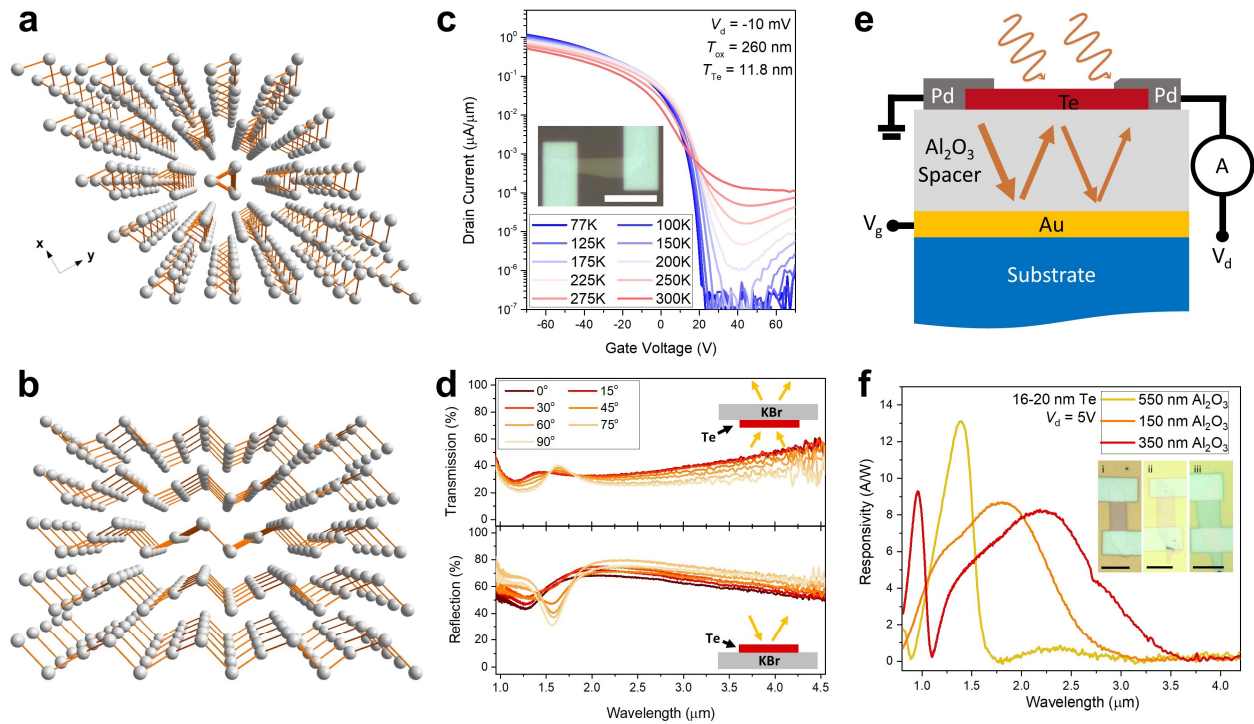 a
x
y
b
c
V_d = -10 mV
T_ox = 260 nm
T_Te = 11.8 nm
Drain Current (μA/μm)
10^0
10^-1
10^-2
10^-3
10^-4
10^-5
10^-6
10^-7
77K 100K
125K 150K
175K 200K
225K 250K
275K 300K
-60 -40 -20 0 20 40 60
Gate Voltage (V)
d
Transmission (%)
100
80
60
40
20
0
0° 15°
30° 45°
60° 75°
90°
KBr
Te
Reflection (%)
100
80
60
40
20
0
Te
KBr
1.0 1.5 2.0 2.5 3.0 3.5 4.0 4.5
Wavelength (μm)
e
Pd Te Pd
Al₂O₃
Spacer
A
V_g
Au
V_d
Substrate
f
Responsivity (A/W)
14
12
10
8
6
4
2
0
16-20 nm Te
V_d = 5V
550 nm Al₂O₃
150 nm Al₂O₃
350 nm Al₂O₃
i ii iii
1.0 1.5 2.0 2.5 3.0 3.5 4.0
Wavelength (μm)